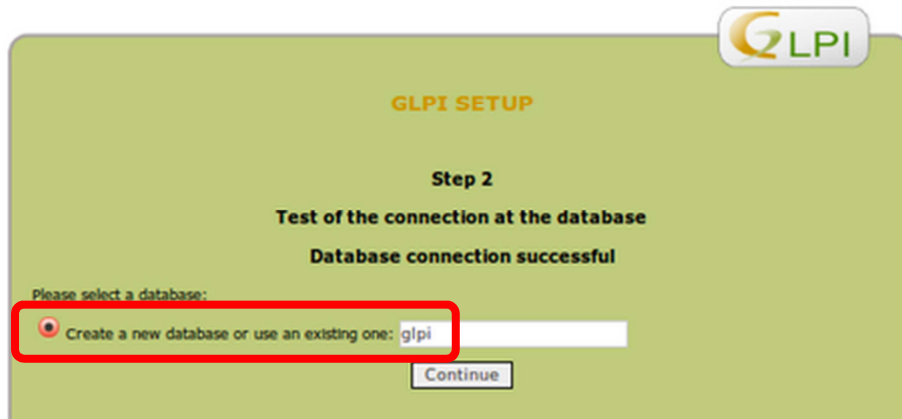 GLPI
GLPI SETUP
Step 2
Test of the connection at the database
Database connection successful
Please select a database:
Create a new database or use an existing one: glpi
Continue